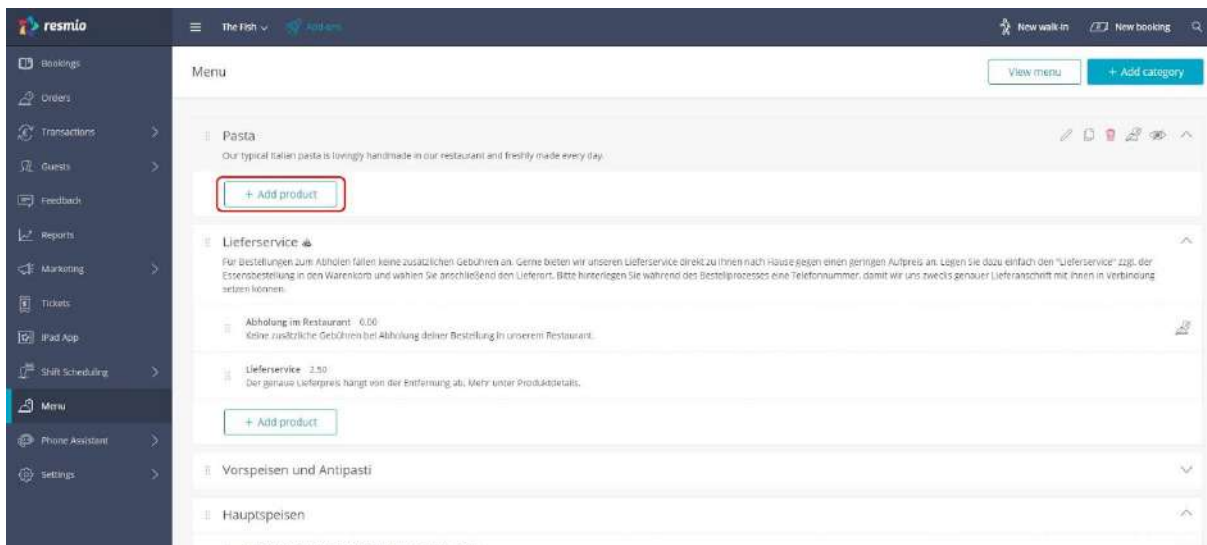 resmio
The Fish
Add-ons
New walk-in
New booking
Bookings
Orders
Transactions
Guests
Feedback
Reports
Marketing
Tickets
iPad App
Shift Scheduling
Menu
Phone Assistant
Settings
Menu
View menu
+ Add category
Pasta
Our typical Italian pasta is lovingly handmade in our restaurant and freshly made every day.
+ Add product
Lieferservice
Für Bestellungen zum Abholen fallen keine zusätzlichen Gebühren an. Gerne bieten wir unseren Lieferservice direkt zu Ihnen nach Hause gegen einen geringen Aufpreis an. Legen Sie dazu einfach den "Lieferservice" zzgl. der
Essensbestellung in den Warenkorb und wählen Sie anschließend den Lieferort. Bitte hinterlegen Sie während des Bestellprozesses eine Telefonnummer, damit wir uns zwecks genauer Lieferanschrift mit Ihnen in Verbindung
setzen können.
Abholung im Restaurant 0,00
Keine zusätzliche Gebühren bei Abholung deiner Bestellung in unserem Restaurant.
Lieferservice 2,50
Der genaue Lieferpreis hängt von der Entfernung ab. Mehr unter Produktdetails.
+ Add product
Vorspeisen und Antipasti
Hauptspeisen